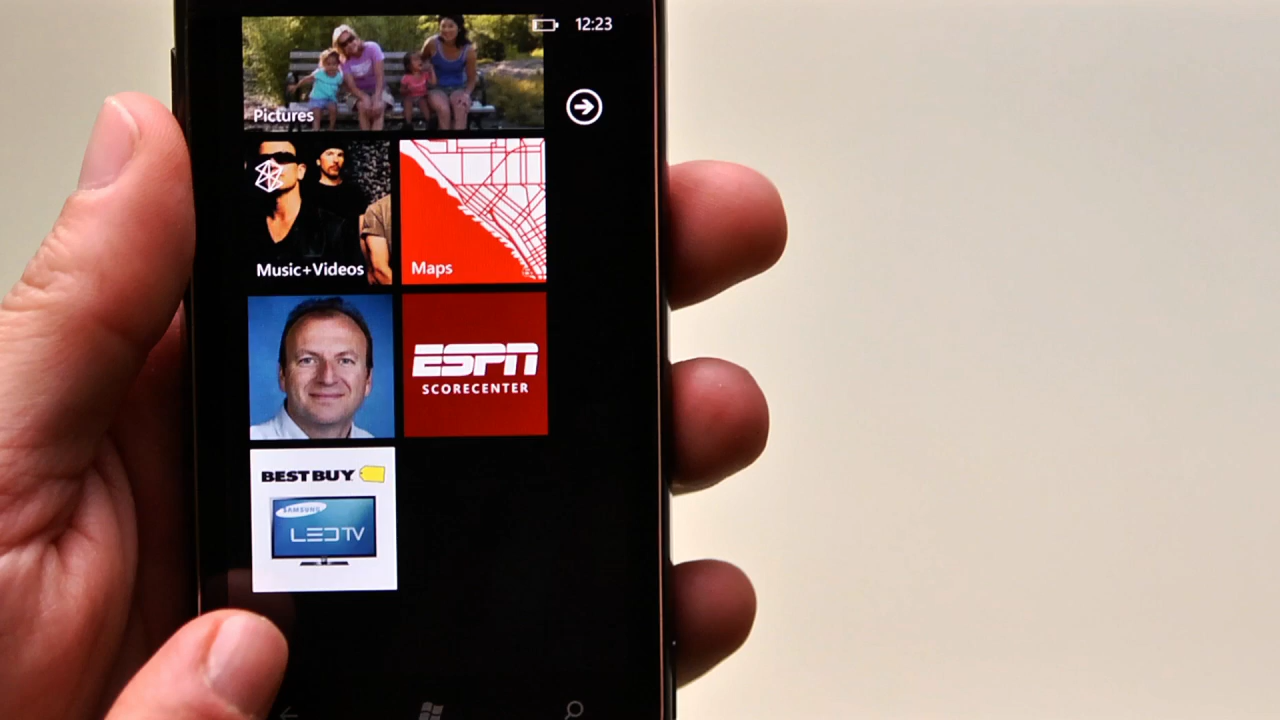 12:23
Pictures
Music+Videos
Maps
ESPN
SCORECENTER
BEST BUY
SAMSUNG
LED TV